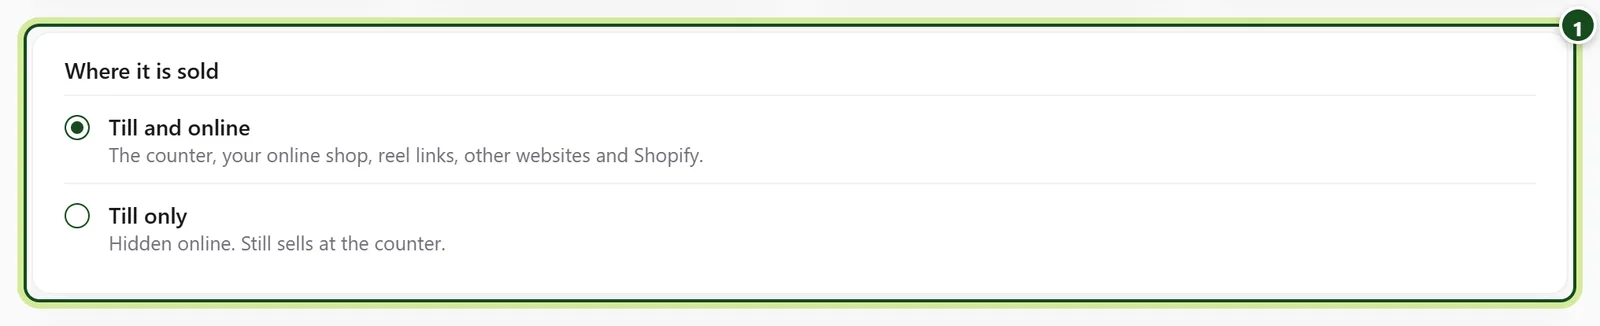 1
Where it is sold
Till and online
The counter, your online shop, reel links, other websites and Shopify.
Till only
Hidden online. Still sells at the counter.